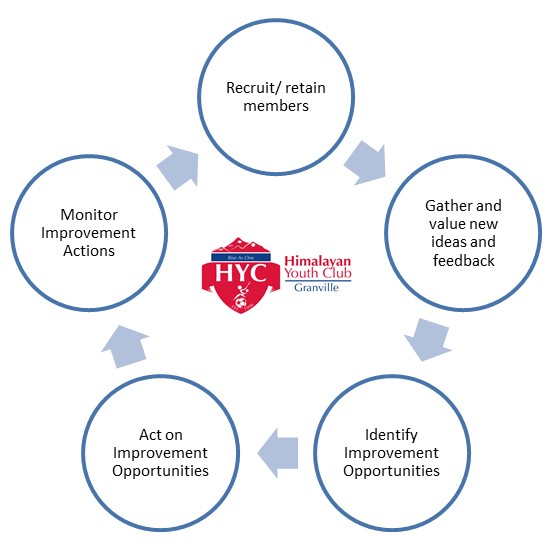 Recruit/ retain
members
Gather and
value new
ideas and
feedback
Identify
Improvement
Opportunities
Act on
Improvement
Opportunities
Monitor
Improvement
Actions
Rise As One
HYC
Himalayan
Youth Club
Granville